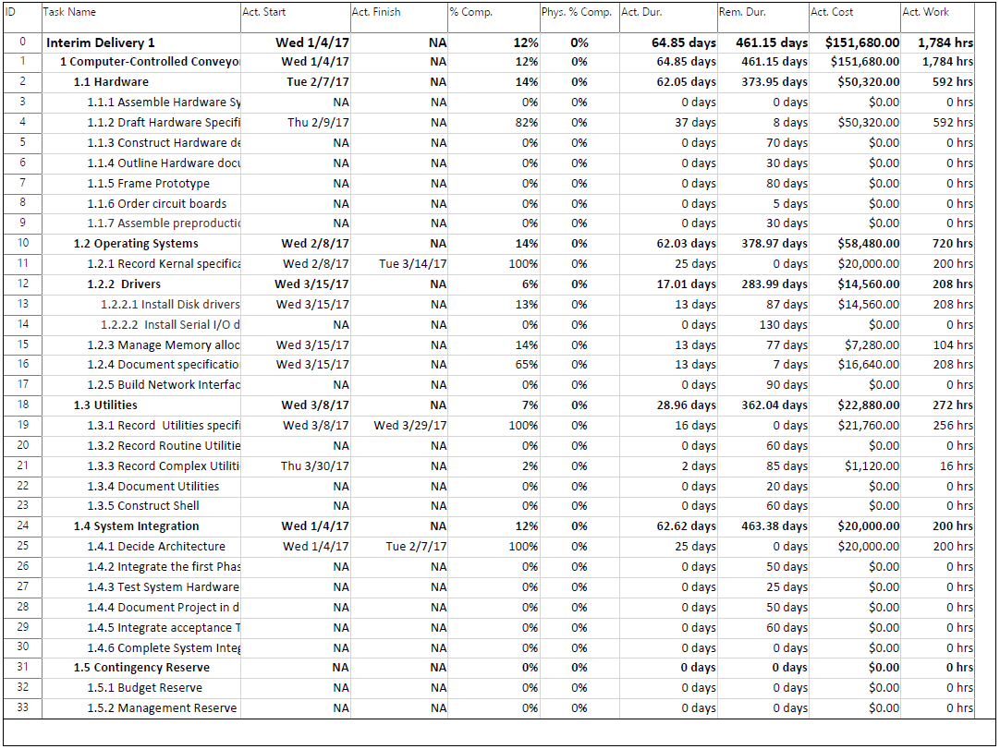 ID Task Name Act. Start Act. Finish % Comp. Phys. % Comp. Act. Dur. Rem. Dur. Act. Cost Act. Work
0 Interim Delivery 1 Wed 1/4/17 NA 12% 0% 64.85 days 461.15 days $151,680.00 1,784 hrs
1 1 Computer-Controlled Conveyo Wed 1/4/17 NA 12% 0% 64.85 days 461.15 days $151,680.00 1,784 hrs
2 1.1 Hardware Tue 2/7/17 NA 14% 0% 62.05 days 373.95 days $50,320.00 592 hrs
3 1.1.1 Assemble Hardware Sy NA NA 0% 0% 0 days 0 days $0.00 0 hrs
4 1.1.2 Draft Hardware Specifi Thu 2/9/17 NA 82% 0% 37 days 8 days $50,320.00 592 hrs
5 1.1.3 Construct Hardware de NA NA 0% 0% 0 days 70 days $0.00 0 hrs
6 1.1.4 Outline Hardware docu NA NA 0% 0% 0 days 30 days $0.00 0 hrs
7 1.1.5 Frame Prototype NA NA 0% 0% 0 days 80 days $0.00 0 hrs
8 1.1.6 Order circuit boards NA NA 0% 0% 0 days 5 days $0.00 0 hrs
9 1.1.7 Assemble preproductic NA NA 0% 0% 0 days 30 days $0.00 0 hrs
10 1.2 Operating Systems Wed 2/8/17 NA 14% 0% 62.03 days 378.97 days $58,480.00 720 hrs
11 1.2.1 Record Kernal specifica Wed 2/8/17 Tue 3/14/17 100% 0% 25 days 0 days $20,000.00 200 hrs
12 1.2.2 Drivers Wed 3/15/17 NA 6% 0% 17.01 days 283.99 days $14,560.00 208 hrs
13 1.2.2.1 Install Disk drivers Wed 3/15/17 NA 13% 0% 13 days 87 days $14,560.00 208 hrs
14 1.2.2.2 Install Serial I/O d NA NA 0% 0% 0 days 130 days $0.00 0 hrs
15 1.2.3 Manage Memory alloc Wed 3/15/17 NA 14% 0% 13 days 77 days $7,280.00 104 hrs
16 1.2.4 Document specificatio Wed 3/15/17 NA 65% 0% 13 days 7 days $16,640.00 208 hrs
17 1.2.5 Build Network Interfac NA NA 0% 0% 0 days 90 days $0.00 0 hrs
18 1.3 Utilities Wed 3/8/17 NA 7% 0% 28.96 days 362.04 days $22,880.00 272 hrs
19 1.3.1 Record Utilities specifi Wed 3/8/17 Wed 3/29/17 100% 0% 16 days 0 days $21,760.00 256 hrs
20 1.3.2 Record Routine Utilitie NA NA 0% 0% 0 days 60 days $0.00 0 hrs
21 1.3.3 Record Complex Utiliti Thu 3/30/17 NA 2% 0% 2 days 85 days $1,120.00 16 hrs
22 1.3.4 Document Utilities NA NA 0% 0% 0 days 20 days $0.00 0 hrs
23 1.3.5 Construct Shell NA NA 0% 0% 0 days 60 days $0.00 0 hrs
24 1.4 System Integration Wed 1/4/17 NA 12% 0% 62.62 days 463.38 days $20,000.00 200 hrs
25 1.4.1 Decide Architecture Wed 1/4/17 Tue 2/7/17 100% 0% 25 days 0 days $20,000.00 200 hrs
26 1.4.2 Integrate the first Phas NA NA 0% 0% 0 days 50 days $0.00 0 hrs
27 1.4.3 Test System Hardware NA NA 0% 0% 0 days 25 days $0.00 0 hrs
28 1.4.4 Document Project in d NA NA 0% 0% 0 days 50 days $0.00 0 hrs
29 1.4.5 Integrate acceptance T NA NA 0% 0% 0 days 60 days $0.00 0 hrs
30 1.4.6 Complete System Integ NA NA 0% 0% 0 days 0 days $0.00 0 hrs
31 1.5 Contingency Reserve NA NA 0% 0% 0 days 0 days $0.00 0 hrs
32 1.5.1 Budget Reserve NA NA 0% 0% 0 days 0 days $0.00 0 hrs
33 1.5.2 Management Reserve NA NA 0% 0% 0 days 0 days $0.00 0 hrs